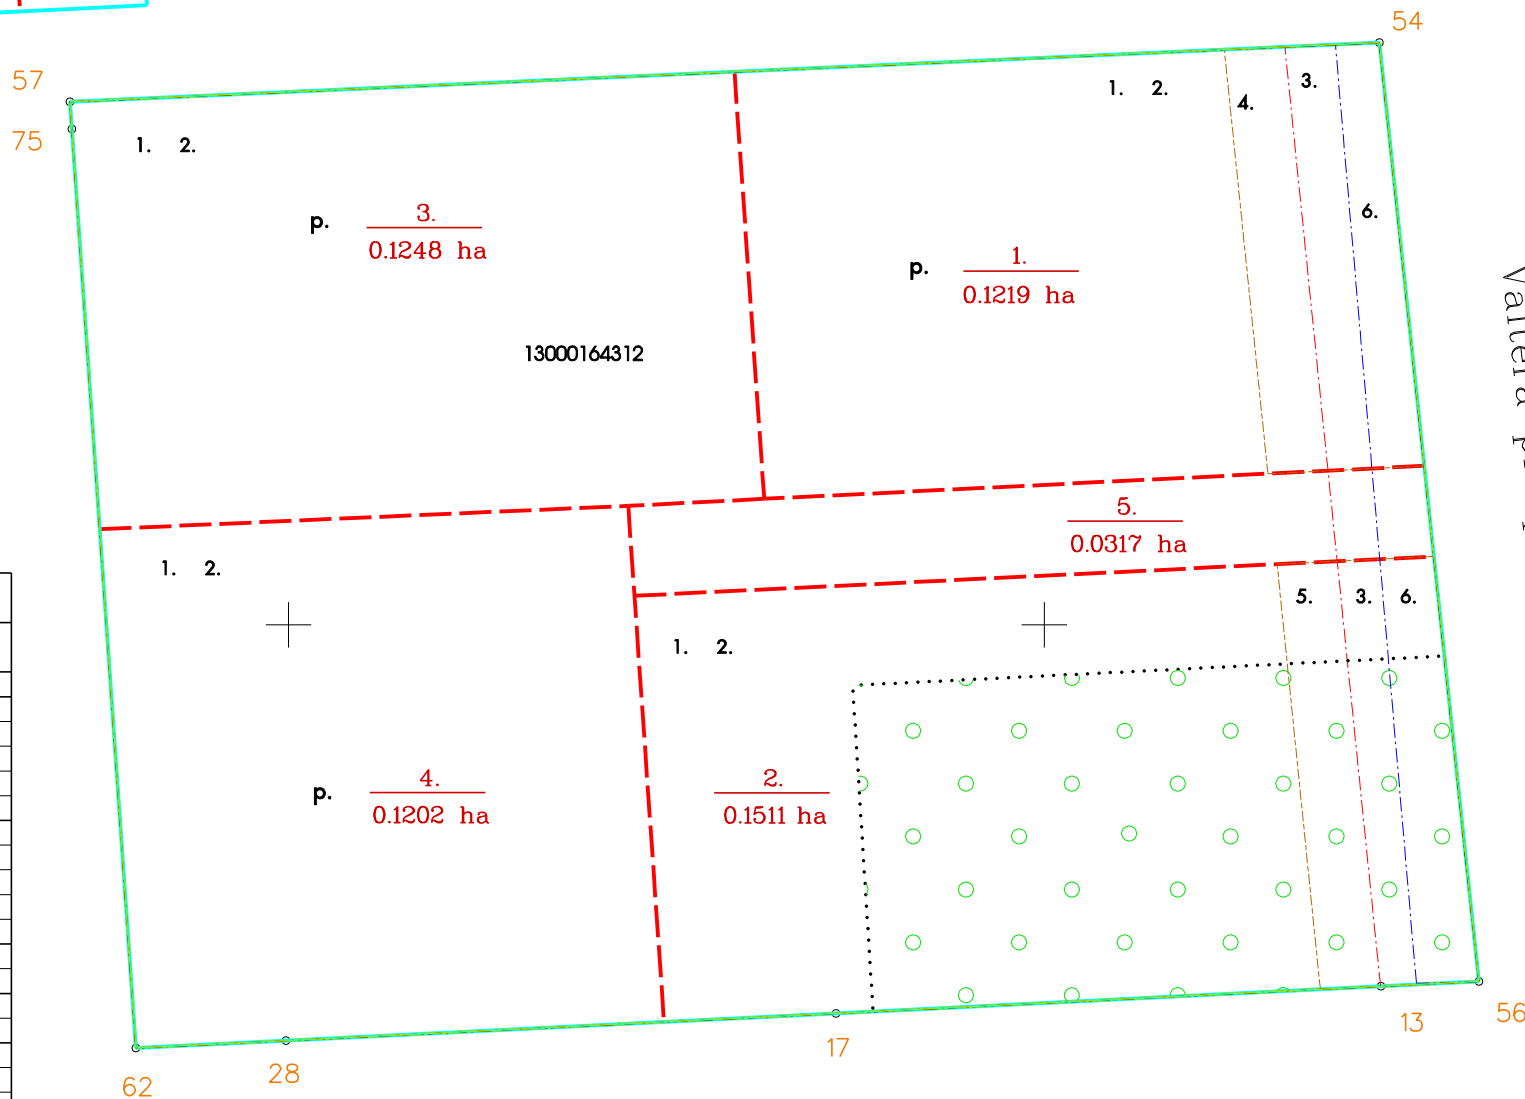 54
57
1. 2.
3.
4.
75
1. 2.
3.
p.
0.1248 ha
6.
1.
p.
0.1219 ha
13000164312
5.
0.0317 ha
1. 2.
5. 3. 6.
1. 2.
4.
p.
0.1202 ha
2.
0.1511 ha
56
13
17
28
62